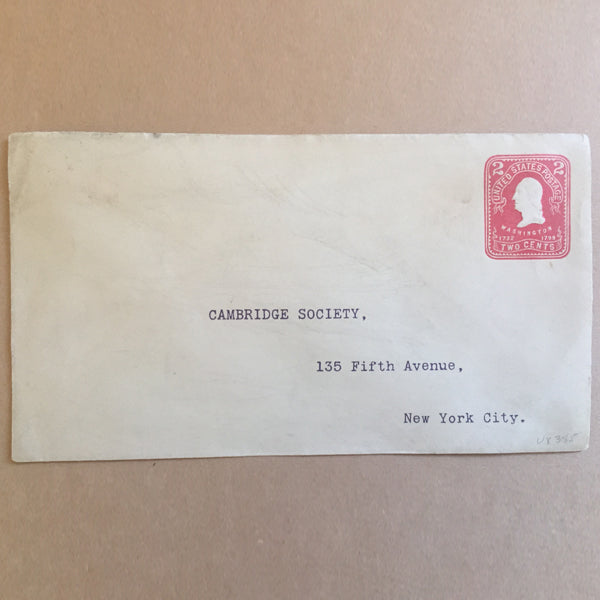 2 2
UNITED STATES POSTAGE
WASHINGTON
1732 1799
TWO CENTS
CAMBRIDGE SOCIETY,
135 Fifth Avenue,
New York City.